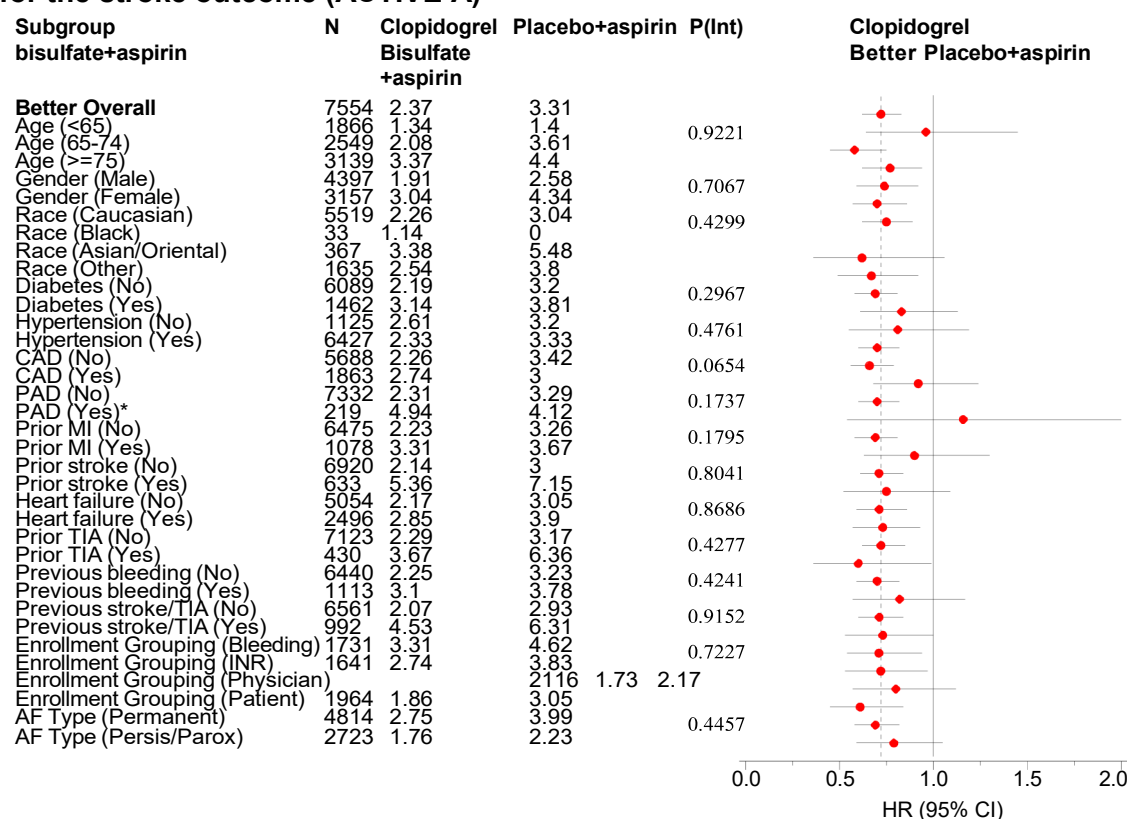 for the stroke outcome (ACTIVE A)
Subgroup N Clopidogrel Placebo+aspirin P(Int) Clopidogrel
bisulfate+aspirin Bisulfate Better Placebo+aspirin
+aspirin
Better Overall 7554 2.37 3.31
Age (<65) 1866 1.34 1.4 0.9221
Age (65-74) 2549 2.08 3.61
Age (>=75) 3139 3.37 4.4
Gender (Male) 4397 1.91 2.58 0.7067
Gender (Female) 3157 3.04 4.34
Race (Caucasian) 5519 2.26 3.04 0.4299
Race (Black) 33 1.14 0
Race (Asian/Oriental) 367 3.38 5.48
Race (Other) 1635 2.54 3.8
Diabetes (No) 6089 2.19 3.2 0.2967
Diabetes (Yes) 1462 3.14 3.81
Hypertension (No) 1125 2.61 3.2 0.4761
Hypertension (Yes) 6427 2.33 3.33
CAD (No) 5688 2.26 3.42 0.0654
CAD (Yes) 1863 2.74 3
PAD (No) 7332 2.31 3.29 0.1737
PAD (Yes)* 219 4.94 4.12
Prior MI (No) 6475 2.23 3.26 0.1795
Prior MI (Yes) 1078 3.31 3.67
Prior stroke (No) 6920 2.14 3 0.8041
Prior stroke (Yes) 633 5.36 7.15
Heart failure (No) 5054 2.17 3.05 0.8686
Heart failure (Yes) 2496 2.85 3.9
Prior TIA (No) 7123 2.29 3.17 0.4277
Prior TIA (Yes) 430 3.67 6.36
Previous bleeding (No) 6440 2.25 3.23 0.4241
Previous bleeding (Yes) 1113 3.1 3.78
Previous stroke/TIA (No) 6561 2.07 2.93 0.9152
Previous stroke/TIA (Yes) 992 4.53 6.31
Enrollment Grouping (Bleeding) 1731 3.31 4.62 0.7227
Enrollment Grouping (INR) 1641 2.74 3.83
Enrollment Grouping (Physician) 2116 1.73 2.17
Enrollment Grouping (Patient) 1964 1.86 3.05
AF Type (Permanent) 4814 2.75 3.99 0.4457
AF Type (Persis/Parox) 2723 1.76 2.23
0.0 0.5 1.0 1.5 2.0
HR (95% CI)